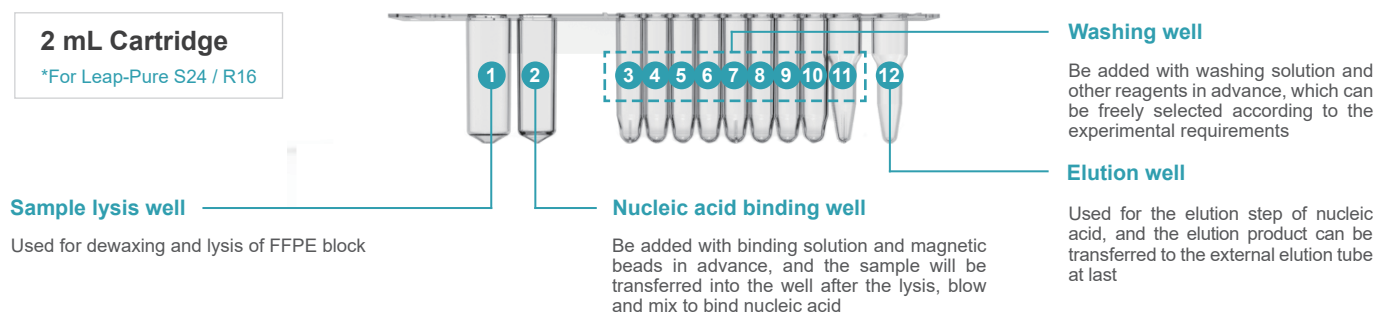 2 mL Cartridge
*For Leap-Pure S24 / R16
1 2 3 4 5 6 7 8 9 10 11 12
Washing well
Be added with washing solution and
other reagents in advance, which can
be freely selected according to the
experimental requirements
Sample lysis well
Used for dewaxing and lysis of FFPE block
Nucleic acid binding well
Be added with binding solution and magnetic
beads in advance, and the sample will be
transferred into the well after the lysis, blow
and mix to bind nucleic acid
Elution well
Used for the elution step of nucleic
acid, and the elution product can be
transferred to the external elution tube
at last